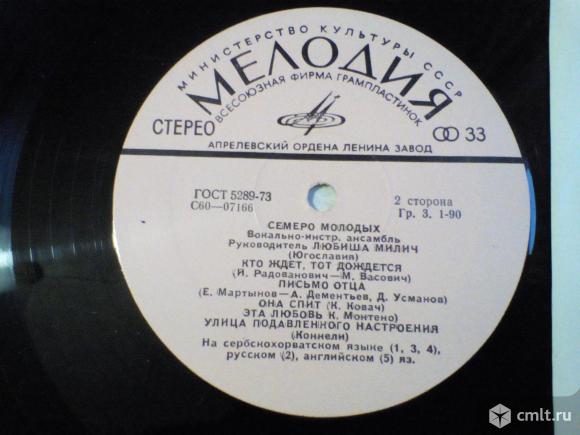 МИНИСТЕРСТВО КУЛЬТУРЫ СССР
МЕЛОДИЯ
ВСЕСОЮЗНАЯ ФИРМА ГРАМПЛАСТИНОК
СТЕРЕО
33
АПРЕЛЕВСКИЙ ОРДЕНА ЛЕНИНА ЗАВОД
ГОСТ 5289-73
С60—07166
2 сторона
Гр. 3. 1-90
СЕМЕРО МОЛОДЫХ
Вокально-инстр. ансамбль
Руководитель ЛЮБИША МИЛИЧ
(Югославия)
КТО ЖДЕТ, ТОТ ДОЖДЕТСЯ
(Й. Радованович—М. Васович)
ПИСЬМО ОТЦА
(Е. Мартынов—А. Дементьев, Д. Усманов)
ОНА СПИТ (К. Ковач)
ЭТА ЛЮБОВЬ (К. Монтено)
УЛИЦА ПОДАВЛЕННОГО НАСТРОЕНИЯ
(Коннели)
На сербскохорватском языке (1, 3, 4),
русском (2), английском (5) яз.
cmlt.ru